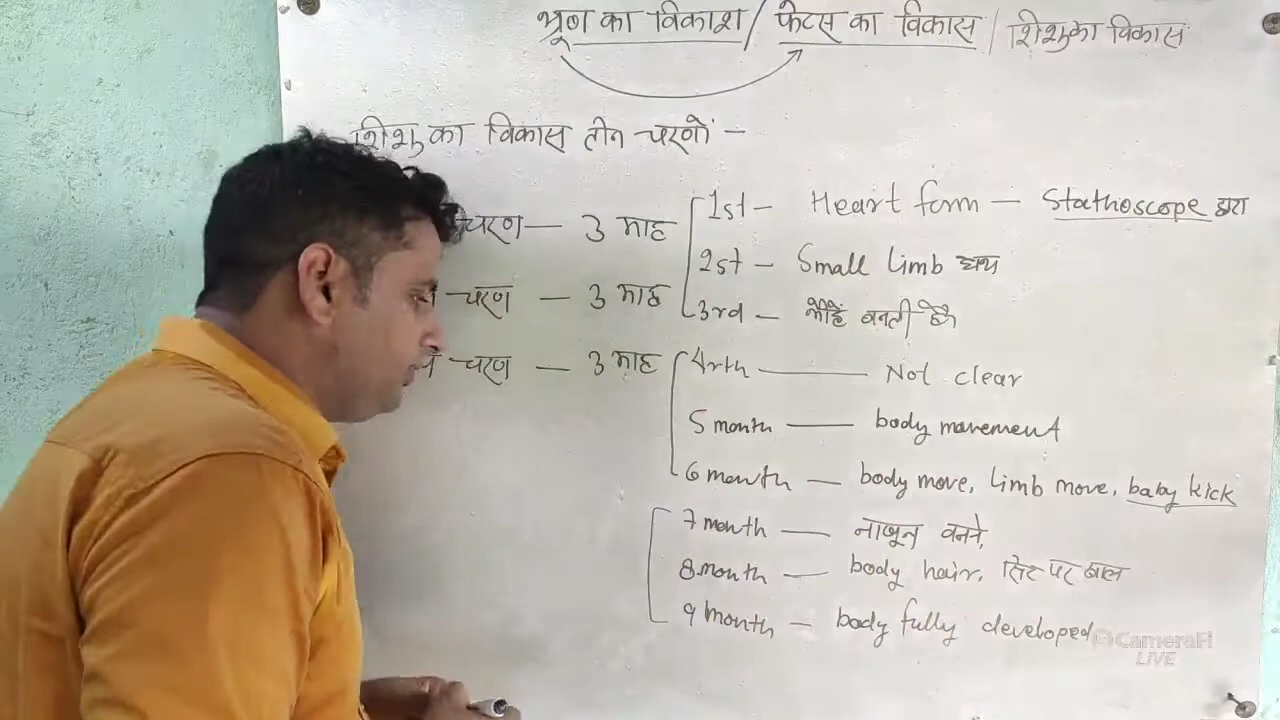 भ्रूण का विकाश / फेटस का विकास / शिशु का विकास
शिशु का विकास तीन चरणों –
चरण — 3 माह
1st – Heart form — Stathoscope द्वारा
2st – Small limb
चरण — 3 माह
3rd – भौहें बनती है
चरण — 3 माह
4rth — Not clear
5 month — body movement
6 month — body move, limb move, baby kick
7 month — नाखून बनने,
8 month — body hair, सिर पर बाल
9 month — body fully developed
CameraFi
LIVE